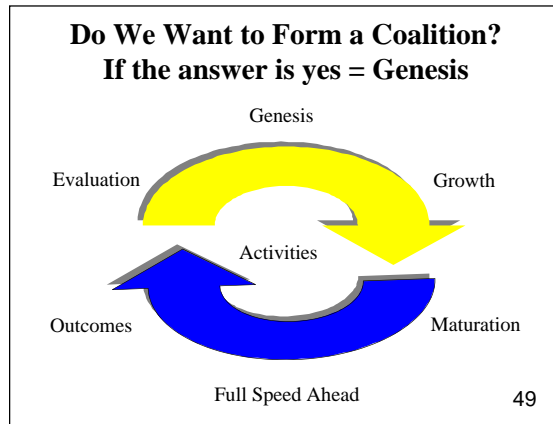 Do We Want to Form a Coalition?
If the answer is yes = Genesis
Genesis
Evaluation
Growth
Activities
Outcomes
Maturation
Full Speed Ahead
49